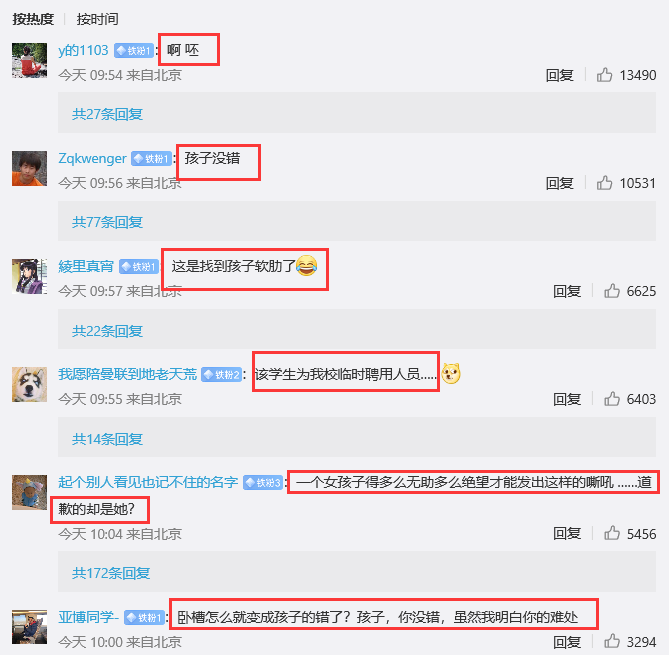 按热度 按时间
y的1103 铁粉1 : 啊 呸
今天 09:54 来自北京 回复 13490
共27条回复
Zqkwenger 铁粉1 : 孩子没错
今天 09:56 来自北京 回复 10531
共77条回复
綾里真宵 铁粉1 : 这是找到孩子软肋了
今天 09:57 来自北京 回复 6625
共22条回复
我愿陪曼联到地老天荒 铁粉2 : 该学生为我校临时聘用人员.....
今天 09:55 来自北京 回复 6403
共14条回复
起个别人看见也记不住的名字 铁粉3 : 一个女孩子得多么无助多么绝望才能发出这样的嘶吼 ......道
歉的却是她?
今天 10:04 来自北京 回复 5456
共172条回复
亚博同学- 铁粉1 : 卧槽怎么就变成孩子的错了？孩子，你没错，虽然我明白你的难处
今天 10:00 来自北京 回复 3294